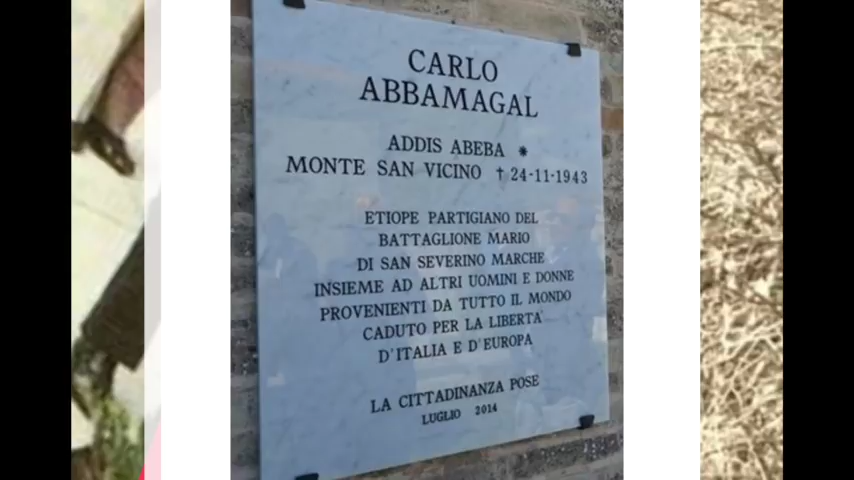 CARLO
ABBAMAGAL
ADDIS ABEBA *
MONTE SAN VICINO † 24-11-1943
ETIOPE PARTIGIANO DEL
BATTAGLIONE MARIO
DI SAN SEVERINO MARCHE
INSIEME AD ALTRI UOMINI E DONNE
PROVENIENTI DA TUTTO IL MONDO
CADUTO PER LA LIBERTA'
D'ITALIA E D'EUROPA
LA CITTADINANZA POSE
LUGLIO 2014